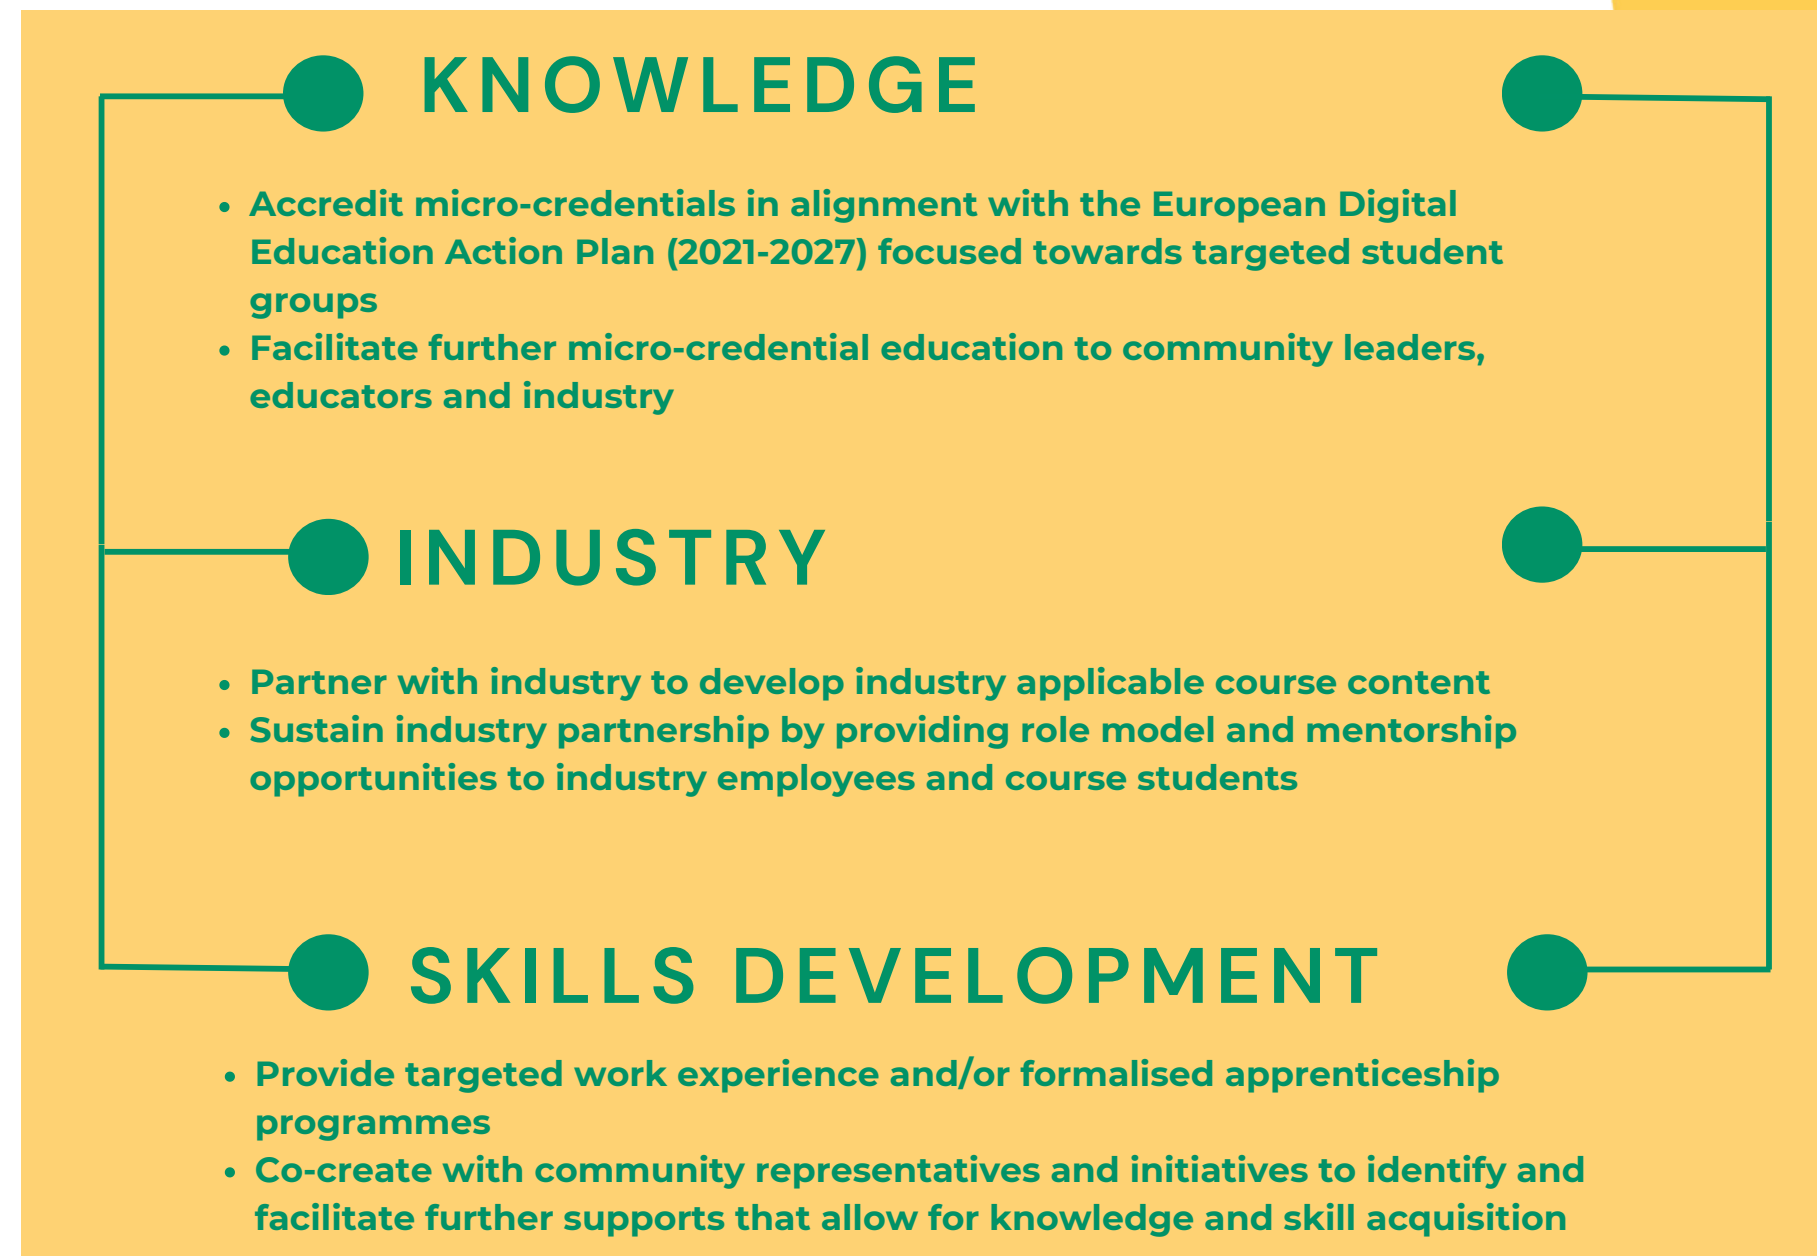 KNOWLEDGE
• Accredit micro-credentials in alignment with the European Digital
Education Action Plan (2021-2027) focused towards targeted student
groups
• Facilitate further micro-credential education to community leaders,
educators and industry
INDUSTRY
• Partner with industry to develop industry applicable course content
• Sustain industry partnership by providing role model and mentorship
opportunities to industry employees and course students
SKILLS DEVELOPMENT
• Provide targeted work experience and/or formalised apprenticeship
programmes
• Co-create with community representatives and initiatives to identify and
facilitate further supports that allow for knowledge and skill acquisition